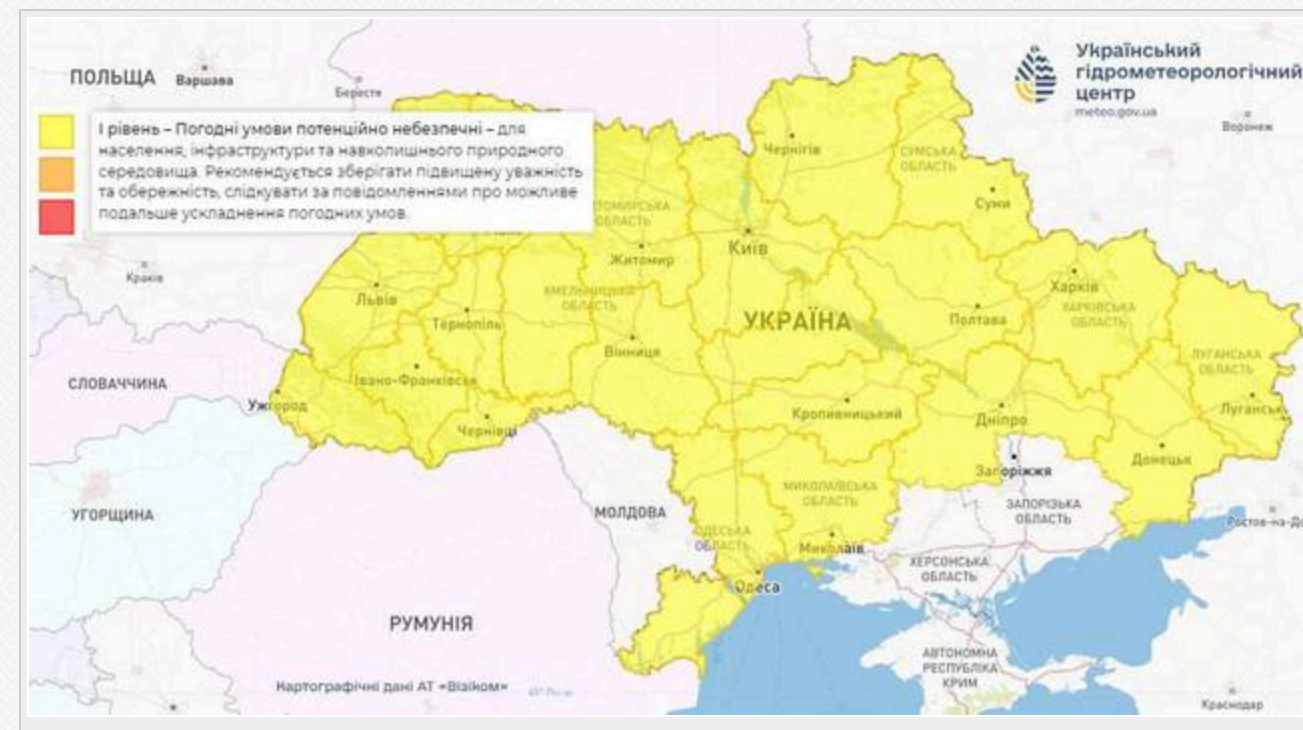 ПОЛЬЩА
Варшава
Берестя
Український
гідрометеорологічний
центр
meteo.gov.ua
Воронеж
І рівень – Погодні умови потенційно небезпечні – для
населення, інфраструктури та навколишнього природного
середовища. Рекомендується зберігати підвищену уважність
та обережність, слідкувати за повідомленнями про можливе
подальше ускладнення погодних умов.
Чернігів
СУМСЬКА
ОБЛАСТЬ
Суми
ОБЛАСТЬ
Київ
Житомир
Краків
Львів
Харків
ХАРКІВСЬКА
ОБЛАСТЬ
ОБЛАСТЬ
Тернопіль
УКРАЇНА
Полтава
Вінниця
ЛУГАНСЬКА
ОБЛАСТЬ
СЛОВАЧЧИНА
Івано-Франківськ
Ужгород
Луганськ
Кропивницький
Дніпро
Чернівці
Донецьк
Запоріжжя
МИКОЛАЇВСЬКА
ОБЛАСТЬ
ЗАПОРІЗЬКА
ОБЛАСТЬ
УГОРЩИНА
МОЛДОВА
Ростов-на-До
ОДЕСЬКА
ОБЛАСТЬ
Миколаїв
ХЕРСОНСЬКА
ОБЛАСТЬ
Одеса
РУМУНІЯ
АВТОНОМНА
РЕСПУБЛІКА
КРИМ
Картографічні дані АТ «Візіком»
Краснодар